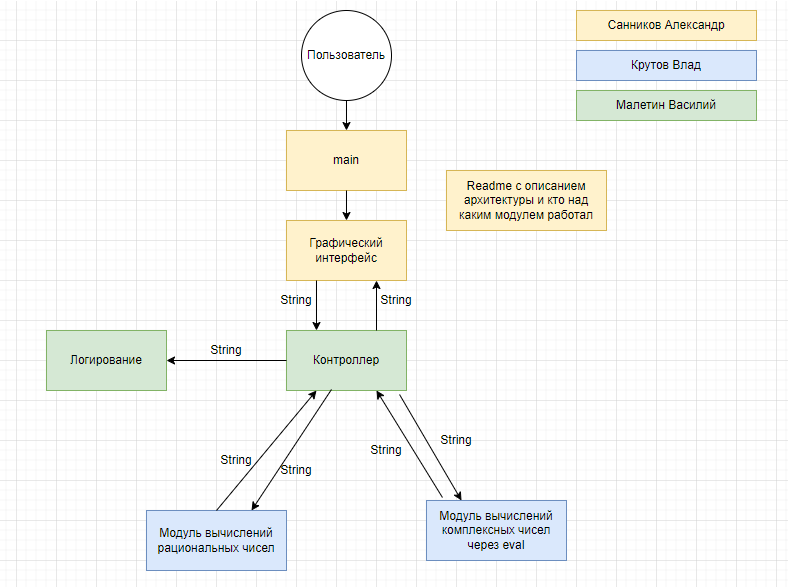 Санников Александр
Пользователь
Крутов Влад
Малетин Василий
main
Readme с описанием
архитектуры и кто над
каким модулем работал
Графический
интерфейс
String
String
Логирование
String
Контроллер
String
String
String
String
Модуль вычислений
рациональных чисел
Модуль вычислений
комплексных чисел
через eval